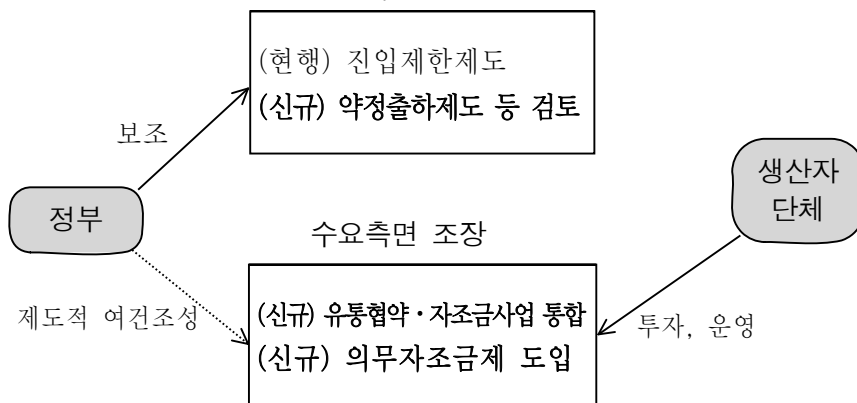 (현행) 진입제한제도
(신규) 약정출하제도 등 검토
보조
생산자
단체
정부
수요측면 조장
제도적 여건조성
(신규) 유통협약・자조금사업 통합
(신규) 의무자조금제 도입
투자, 운영